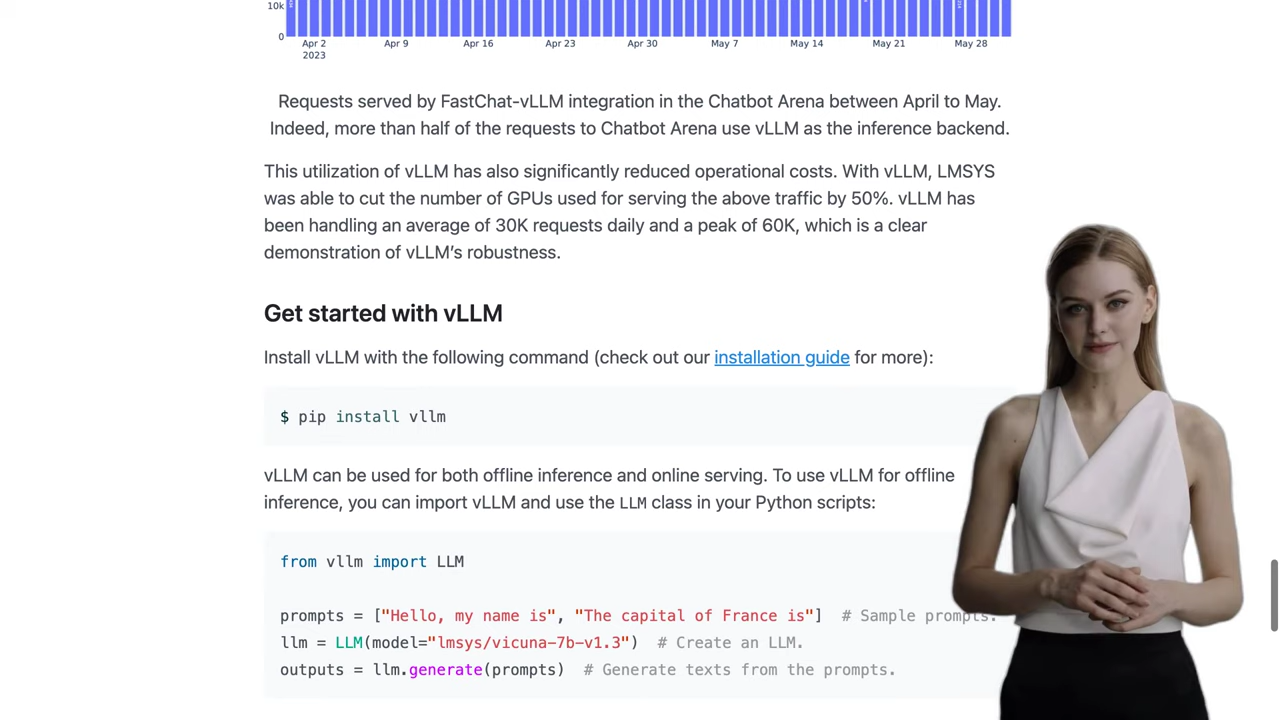 10k
0
Apr 2 Apr 9 Apr 16 Apr 23 Apr 30 May 7 May 14 May 21 May 28
2023
Requests served by FastChat-vLLM integration in the Chatbot Arena between April to May.
Indeed, more than half of the requests to Chatbot Arena use vLLM as the inference backend.
This utilization of vLLM has also significantly reduced operational costs. With vLLM, LMSYS
was able to cut the number of GPUs used for serving the above traffic by 50%. vLLM has
been handling an average of 30K requests daily and a peak of 60K, which is a clear
demonstration of vLLM’s robustness.
Get started with vLLM
Install vLLM with the following command (check out our installation guide for more):
$ pip install vllm
vLLM can be used for both offline inference and online serving. To use vLLM for offline
inference, you can import vLLM and use the LLM class in your Python scripts:
from vllm import LLM
prompts = ["Hello, my name is", "The capital of France is"]  # Sample prompts.
llm = LLM(model="lmsys/vicuna-7b-v1.3")  # Create an LLM.
outputs = llm.generate(prompts)  # Generate texts from the prompts.